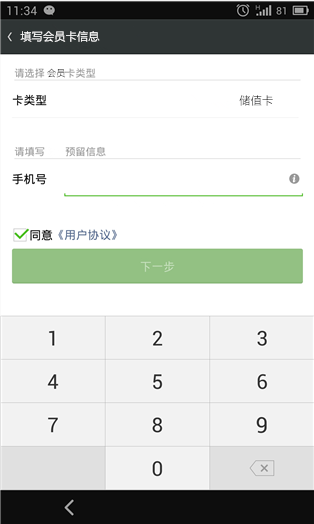 11:34 H 81
填写会员卡信息
请选择 会员卡类型
卡类型 储值卡
请填写 预留信息
手机号
同意《用户协议》
下一步
1 2 3
4 5 6
7 8 9
0